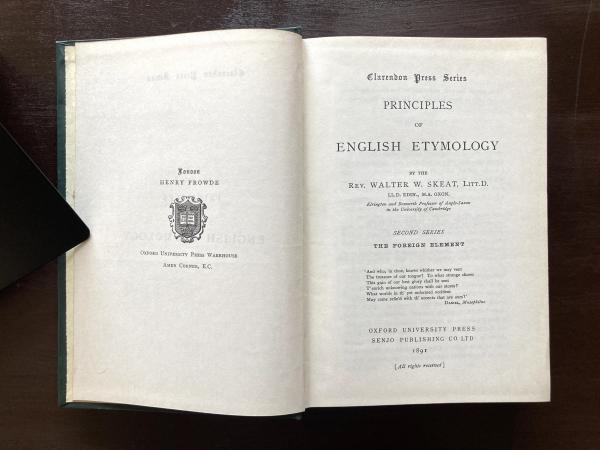 London
HENRY FROWDE
OXFORD UNIVERSITY PRESS WAREHOUSE
AMEN CORNER, E.C.
Clarendon Press Series
PRINCIPLES
OF
ENGLISH ETYMOLOGY
BY THE
REV. WALTER W. SKEAT, LITT.D.
LL.D. EDIN., M.A. OXON.
Elrington and Bosworth Professor of Anglo-Saxon
in the University of Cambridge
SECOND SERIES
THE FOREIGN ELEMENT
'And who, in time, knows whither we may vent
The treasure of our tongue? To what strange shores
This gain of our best glory shall be sent
T' enrich unknowing nations with our stores?
What worlds in th' yet unformed occident
May come refin'd with th' accents that are ours?'
DANIEL, Musophilus
OXFORD UNIVERSITY PRESS
SENJO PUBLISHING CO. LTD
1891
[All rights reserved]